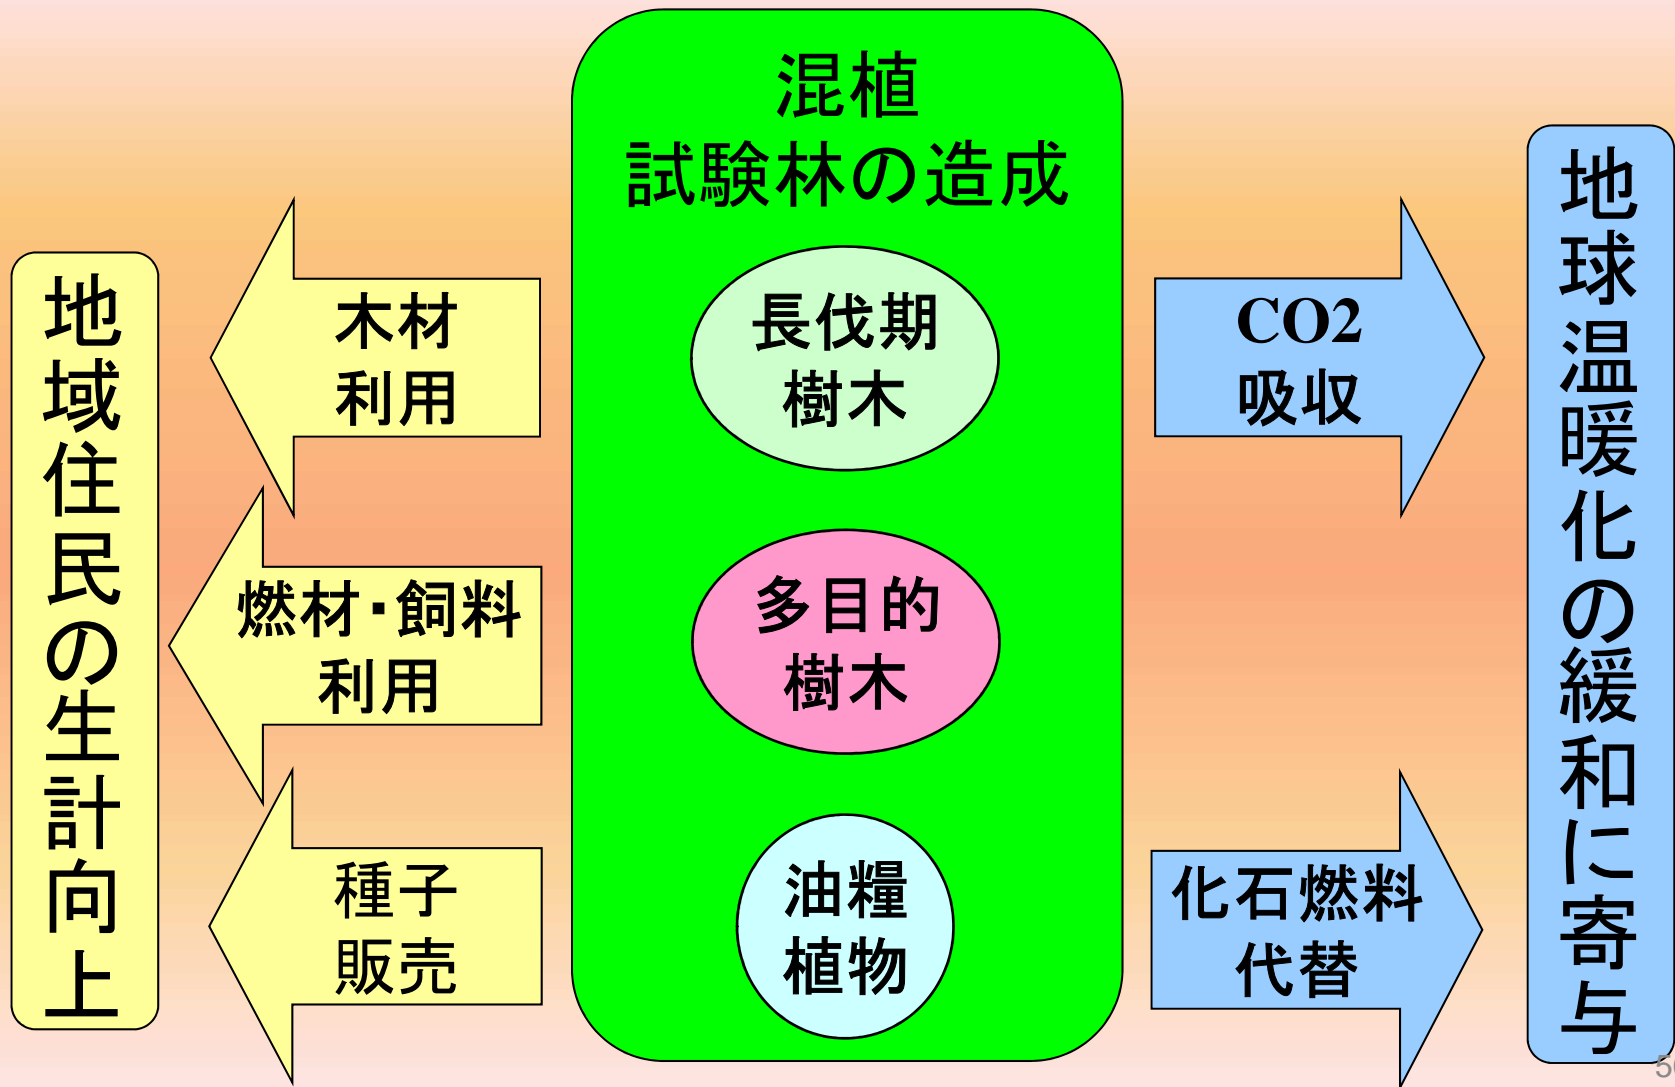 混植
試験林の造成
長伐期
樹木
多目的
樹木
油糧
植物
木材
利用
燃材・飼料
利用
種子
販売
地域住民の生計向上
CO2
吸収
化石燃料
代替
地球温暖化の緩和に寄与